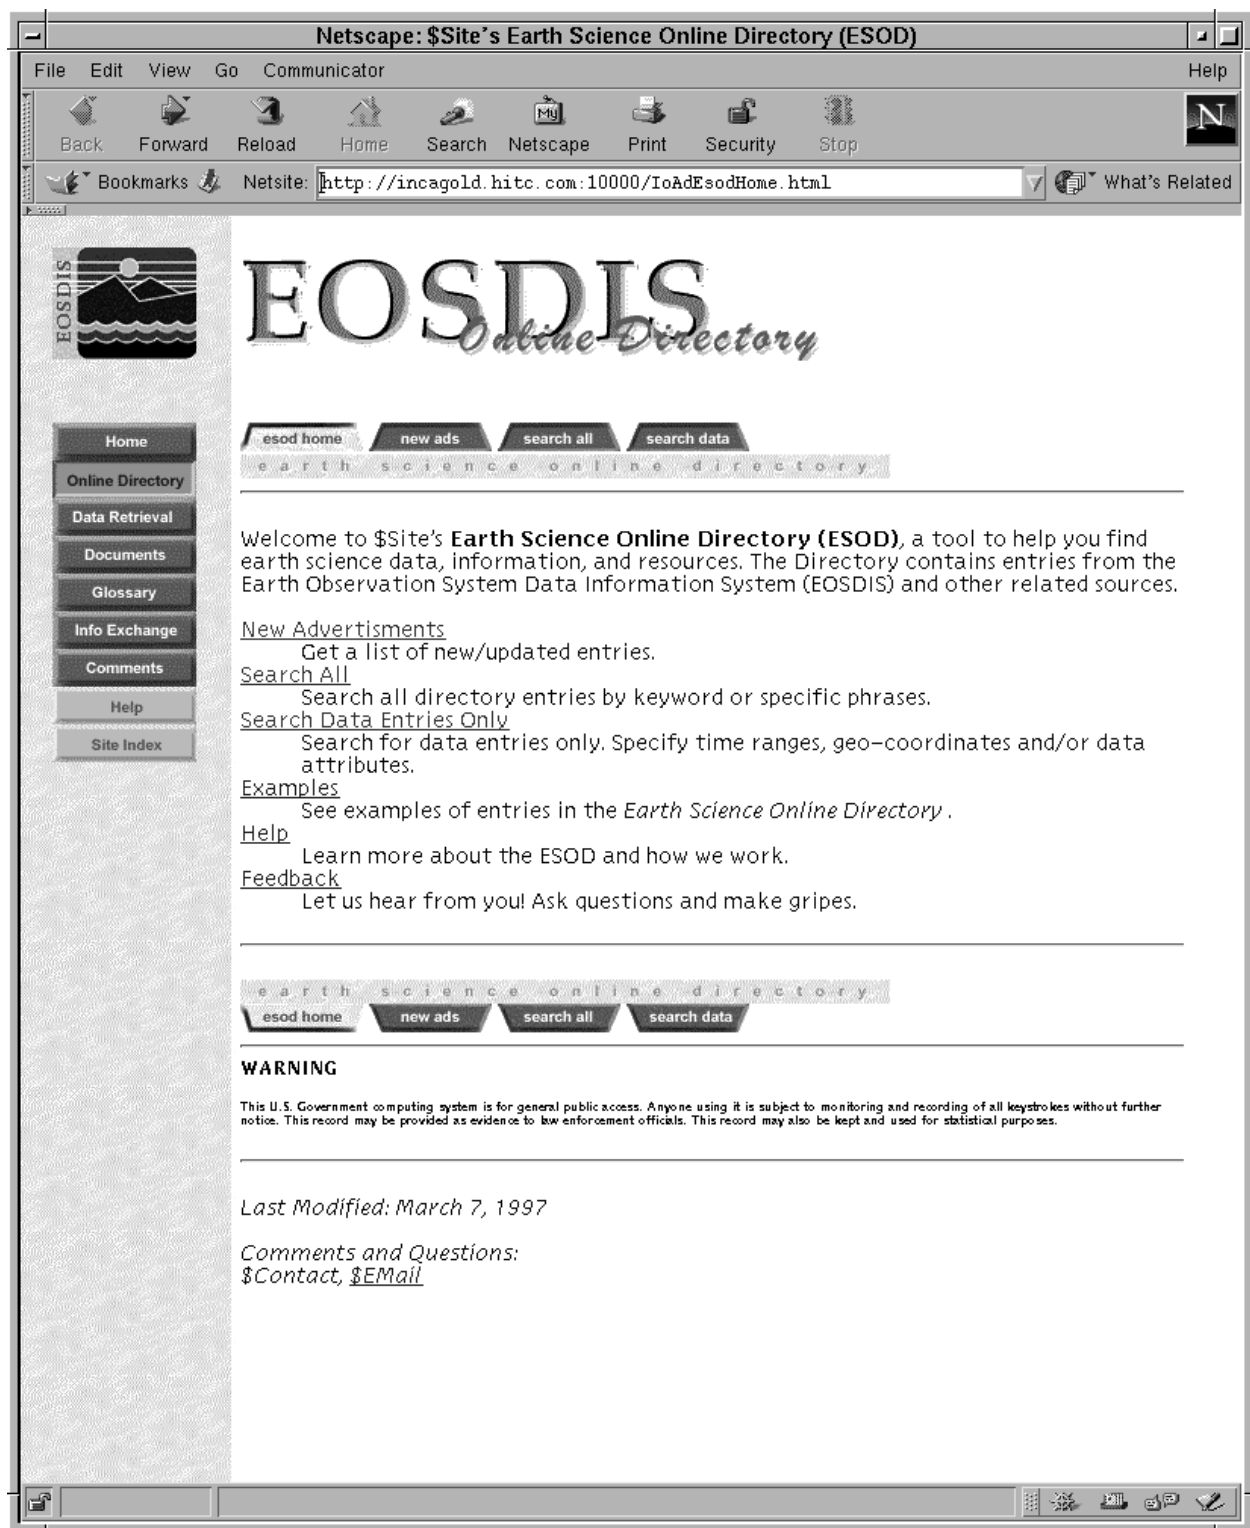 Netscape: $Site's Earth Science Online Directory (ESOD)
File Edit View Go Communicator Help
Back Forward Reload Home Search Netscape Print Security Stop
My
N
Bookmarks Netsite: http://incagold.hitc.com:10000/IoAdEsodHome.html What's Related
EOSDIS
EOSDIS
Online Directory
Home
Online Directory
Data Retrieval
Documents
Glossary
Info Exchange
Comments
Help
Site Index
esod home new ads search all search data
earth science online directory
Welcome to $Site's Earth Science Online Directory (ESOD), a tool to help you find
earth science data, information, and resources. The Directory contains entries from the
Earth Observation System Data Information System (EOSDIS) and other related sources.
New Advertisments
Get a list of new/updated entries.
Search All
Search all directory entries by keyword or specific phrases.
Search Data Entries Only
Search for data entries only. Specify time ranges, geo-coordinates and/or data
attributes.
Examples
See examples of entries in the Earth Science Online Directory .
Help
Learn more about the ESOD and how we work.
Feedback
Let us hear from you! Ask questions and make gripes.
earth science online directory
esod home new ads search all search data
WARNING
This U.S. Government computing system is for general public access. Anyone using it is subject to monitoring and recording of all keystrokes without further
notice. This record may be provided as evidence to law enforcement officials. This record may also be kept and used for statistical purposes.
Last Modified: March 7, 1997
Comments and Questions:
$Contact, $EMail